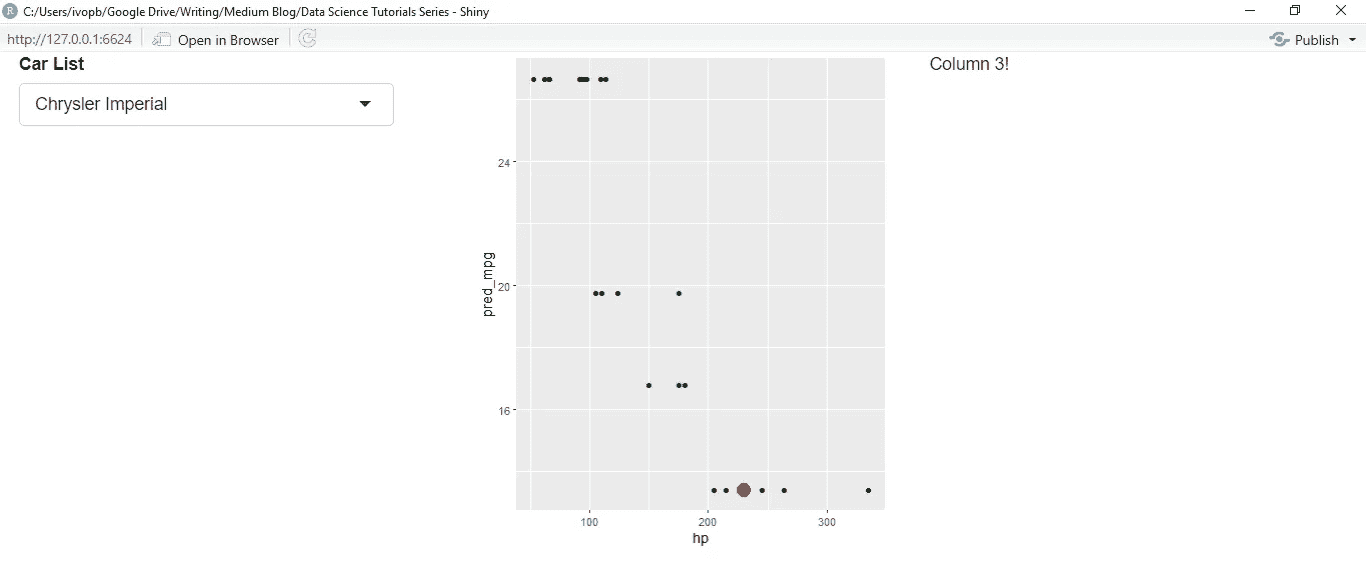 R C:/Users/ivopb/Google Drive/Writing/Medium Blog/Data Science Tutorials Series - Shiny
http://127.0.0.1:6624 Open in Browser Publish
Car List
Chrysler Imperial
Column 3!
pred_mpg
24
20
16
100 200 300
hp